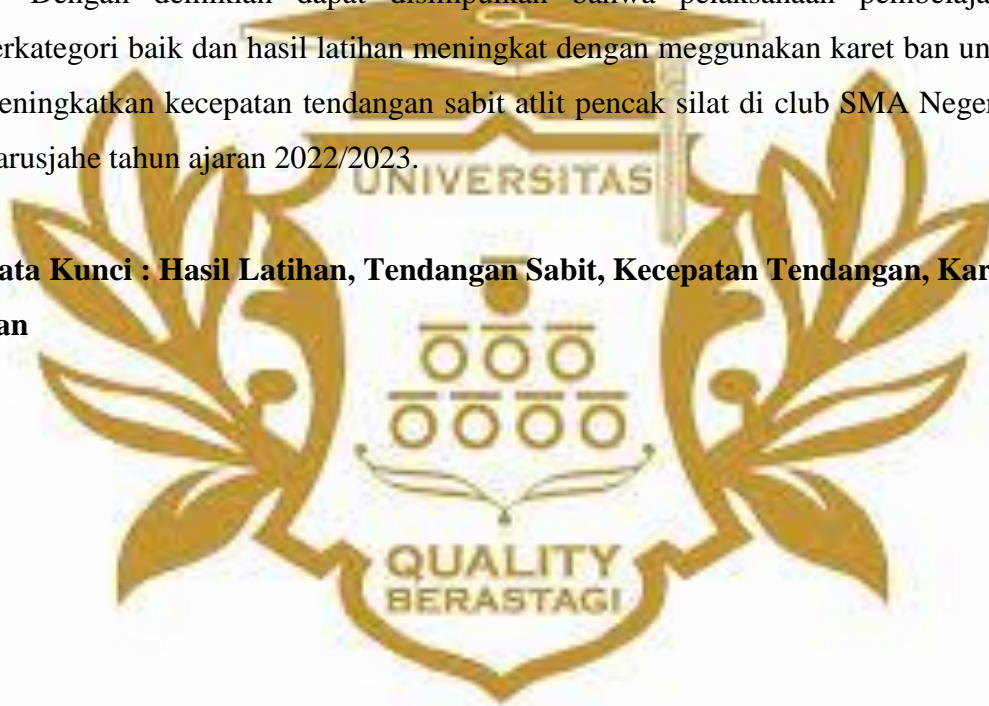 Dengan demikian dapat disimpulkan bahwa pelaksanaan pembelaja
erkategori baik dan hasil latihan meningkat dengan meggunakan karet ban un
eningkatkan kecepatan tendangan sabit atlit pencak silat di club SMA Neger
arusjahe tahun ajaran 2022/2023.
UNIVERSITAS
ata Kunci : Hasil Latihan, Tendangan Sabit, Kecepatan Tendangan, Kar
an
QUALITY
BERASTAGI